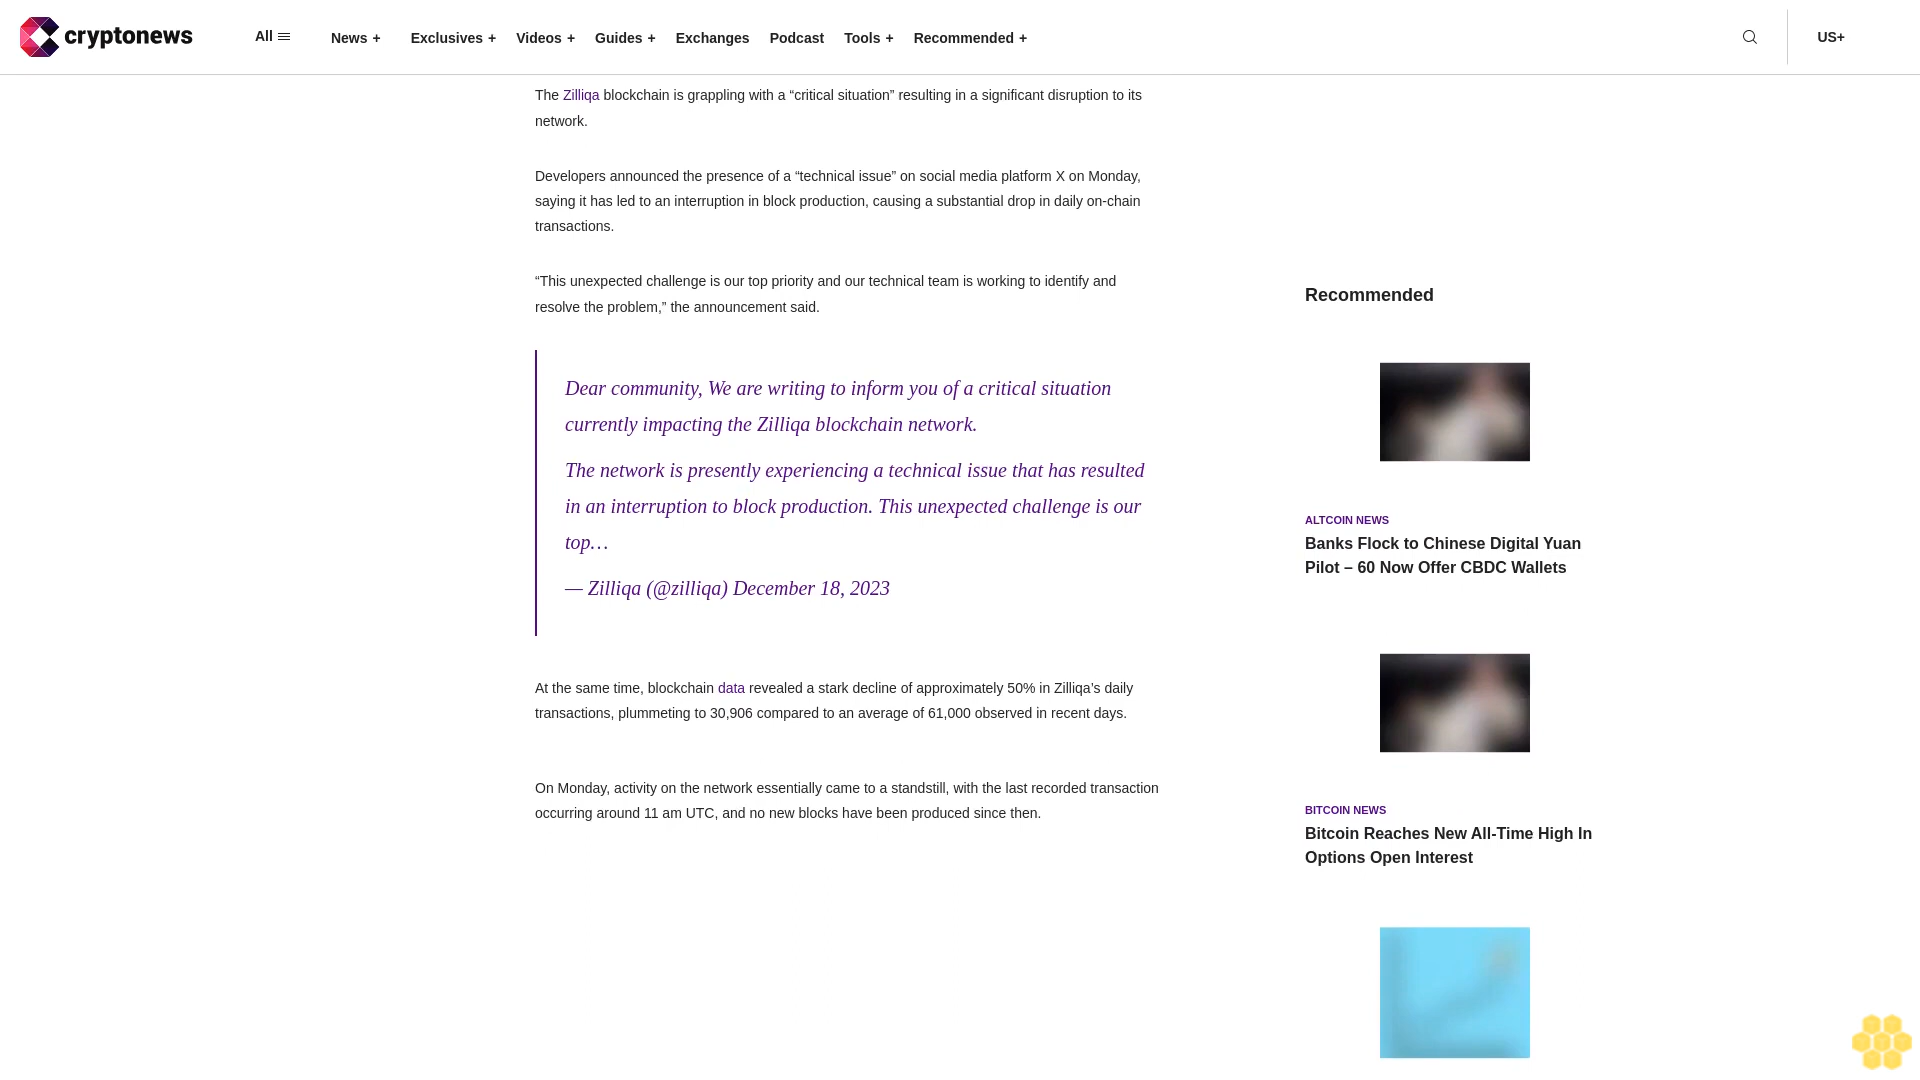 cryptonews
All
News +
Exclusives +
Videos +
Guides +
Exchanges
Podcast
Tools +
Recommended +
US+
The Zilliqa blockchain is grappling with a “critical situation” resulting in a significant disruption to its
network.
Developers announced the presence of a “technical issue” on social media platform X on Monday,
saying it has led to an interruption in block production, causing a substantial drop in daily on-chain
transactions.
“This unexpected challenge is our top priority and our technical team is working to identify and
resolve the problem,” the announcement said.
Dear community, We are writing to inform you of a critical situation
currently impacting the Zilliqa blockchain network.
The network is presently experiencing a technical issue that has resulted
in an interruption to block production. This unexpected challenge is our
top…
— Zilliqa (@zilliqa) December 18, 2023
At the same time, blockchain data revealed a stark decline of approximately 50% in Zilliqa’s daily
transactions, plummeting to 30,906 compared to an average of 61,000 observed in recent days.
On Monday, activity on the network essentially came to a standstill, with the last recorded transaction
occurring around 11 am UTC, and no new blocks have been produced since then.
Recommended
ALTCOIN NEWS
Banks Flock to Chinese Digital Yuan
Pilot – 60 Now Offer CBDC Wallets
BITCOIN NEWS
Bitcoin Reaches New All-Time High In
Options Open Interest